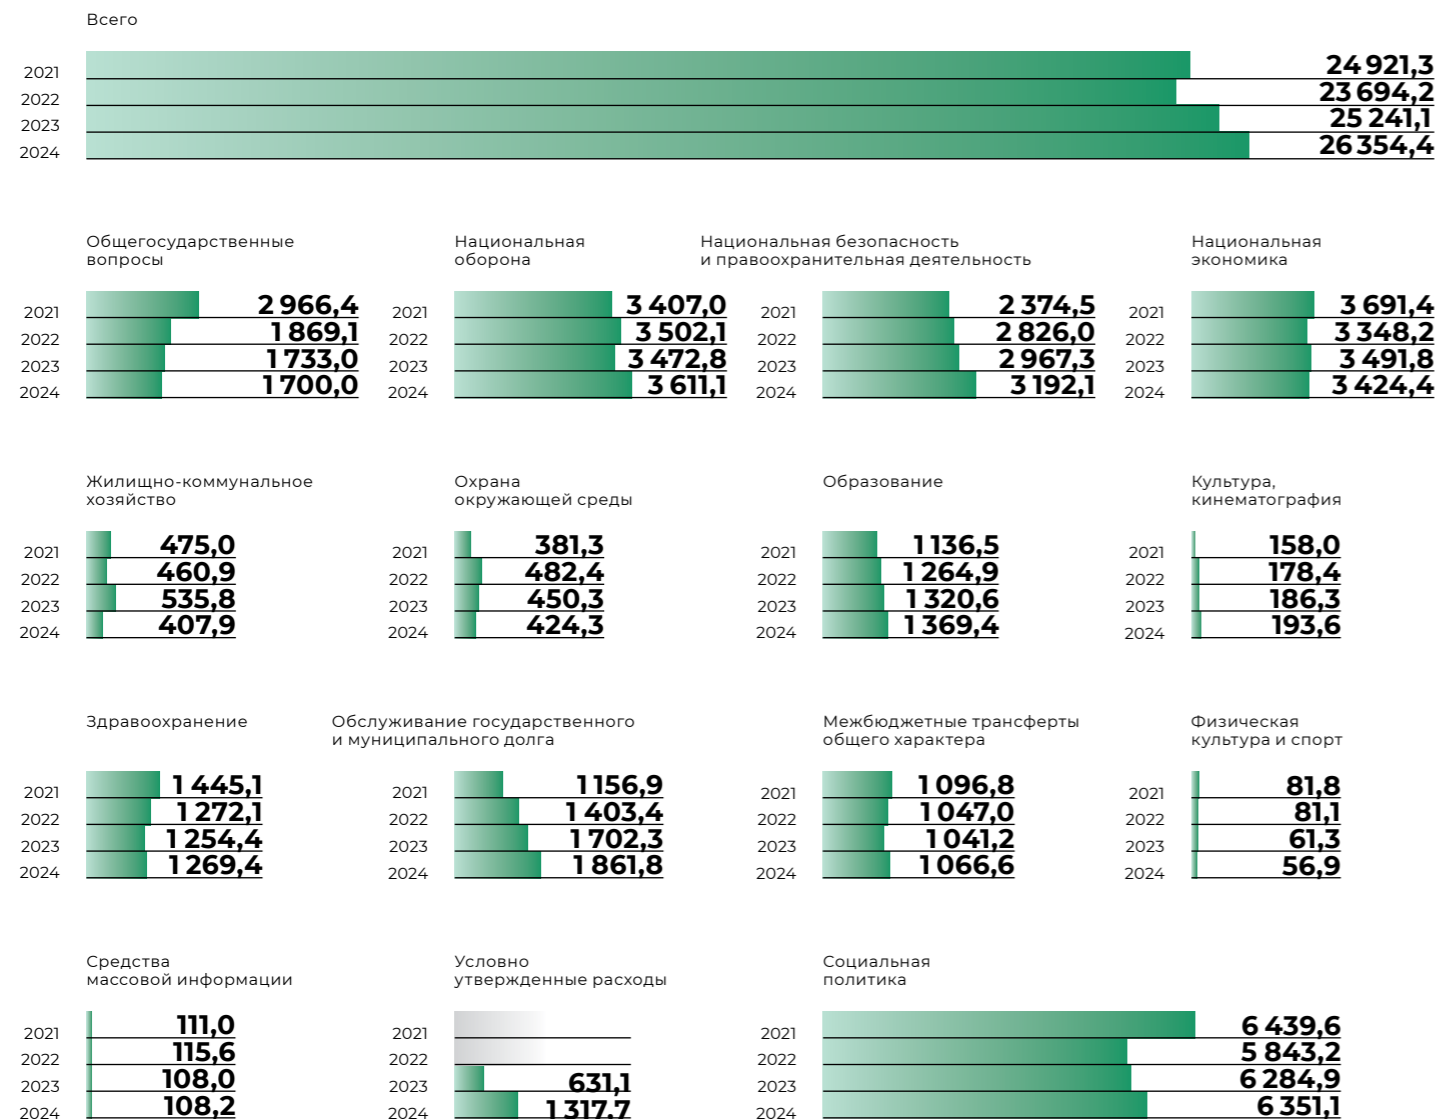 Всего
2021 24 921,3
2022 23 694,2
2023 25 241,1
2024 26 354,4
Общегосударственные
вопросы
2021 2 966,4
2022 1 869,1
2023 1 733,0
2024 1 700,0
Национальная
оборона
2021 3 407,0
2022 3 502,1
2023 3 472,8
2024 3 611,1
Национальная безопасность
и правоохранительная деятельность
2021 2 374,5
2022 2 826,0
2023 2 967,3
2024 3 192,1
Национальная
экономика
2021 3 691,4
2022 3 348,2
2023 3 491,8
2024 3 424,4
Жилищно-коммунальное
хозяйство
2021 475,0
2022 460,9
2023 535,8
2024 407,9
Охрана
окружающей среды
2021 381,3
2022 482,4
2023 450,3
2024 424,3
Образование
2021 1 136,5
2022 1 264,9
2023 1 320,6
2024 1 369,4
Культура,
кинематография
2021 158,0
2022 178,4
2023 186,3
2024 193,6
Здравоохранение
2021 1 445,1
2022 1 272,1
2023 1 254,4
2024 1 269,4
Обслуживание государственного
и муниципального долга
2021 1 156,9
2022 1 403,4
2023 1 702,3
2024 1 861,8
Межбюджетные трансферты
общего характера
2021 1 096,8
2022 1 047,0
2023 1 041,2
2024 1 066,6
Физическая
культура и спорт
2021 81,8
2022 81,1
2023 61,3
2024 56,9
Средства
массовой информации
2021 111,0
2022 115,6
2023 108,0
2024 108,2
Условно
утвержденные расходы
2021
2022
2023 631,1
2024 1 317,7
Социальная
политика
2021 6 439,6
2022 5 843,2
2023 6 284,9
2024 6 351,1